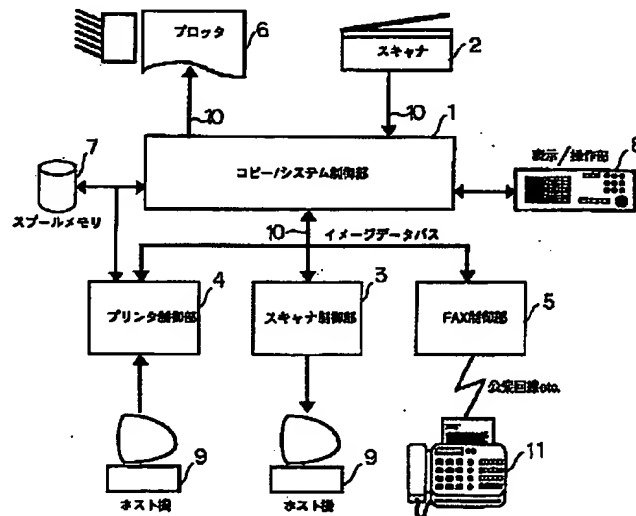 プロッタ
6
スキャナ
2
10
10
1
7
コピー/システム制御部
8
表示/操作部
スプールメモリ
10
イメージデータバス
4
プリンタ制御部
3
スキャナ制御部
FAX制御部
5
公衆回線etc.
9
ホスト機
9
ホスト機
11